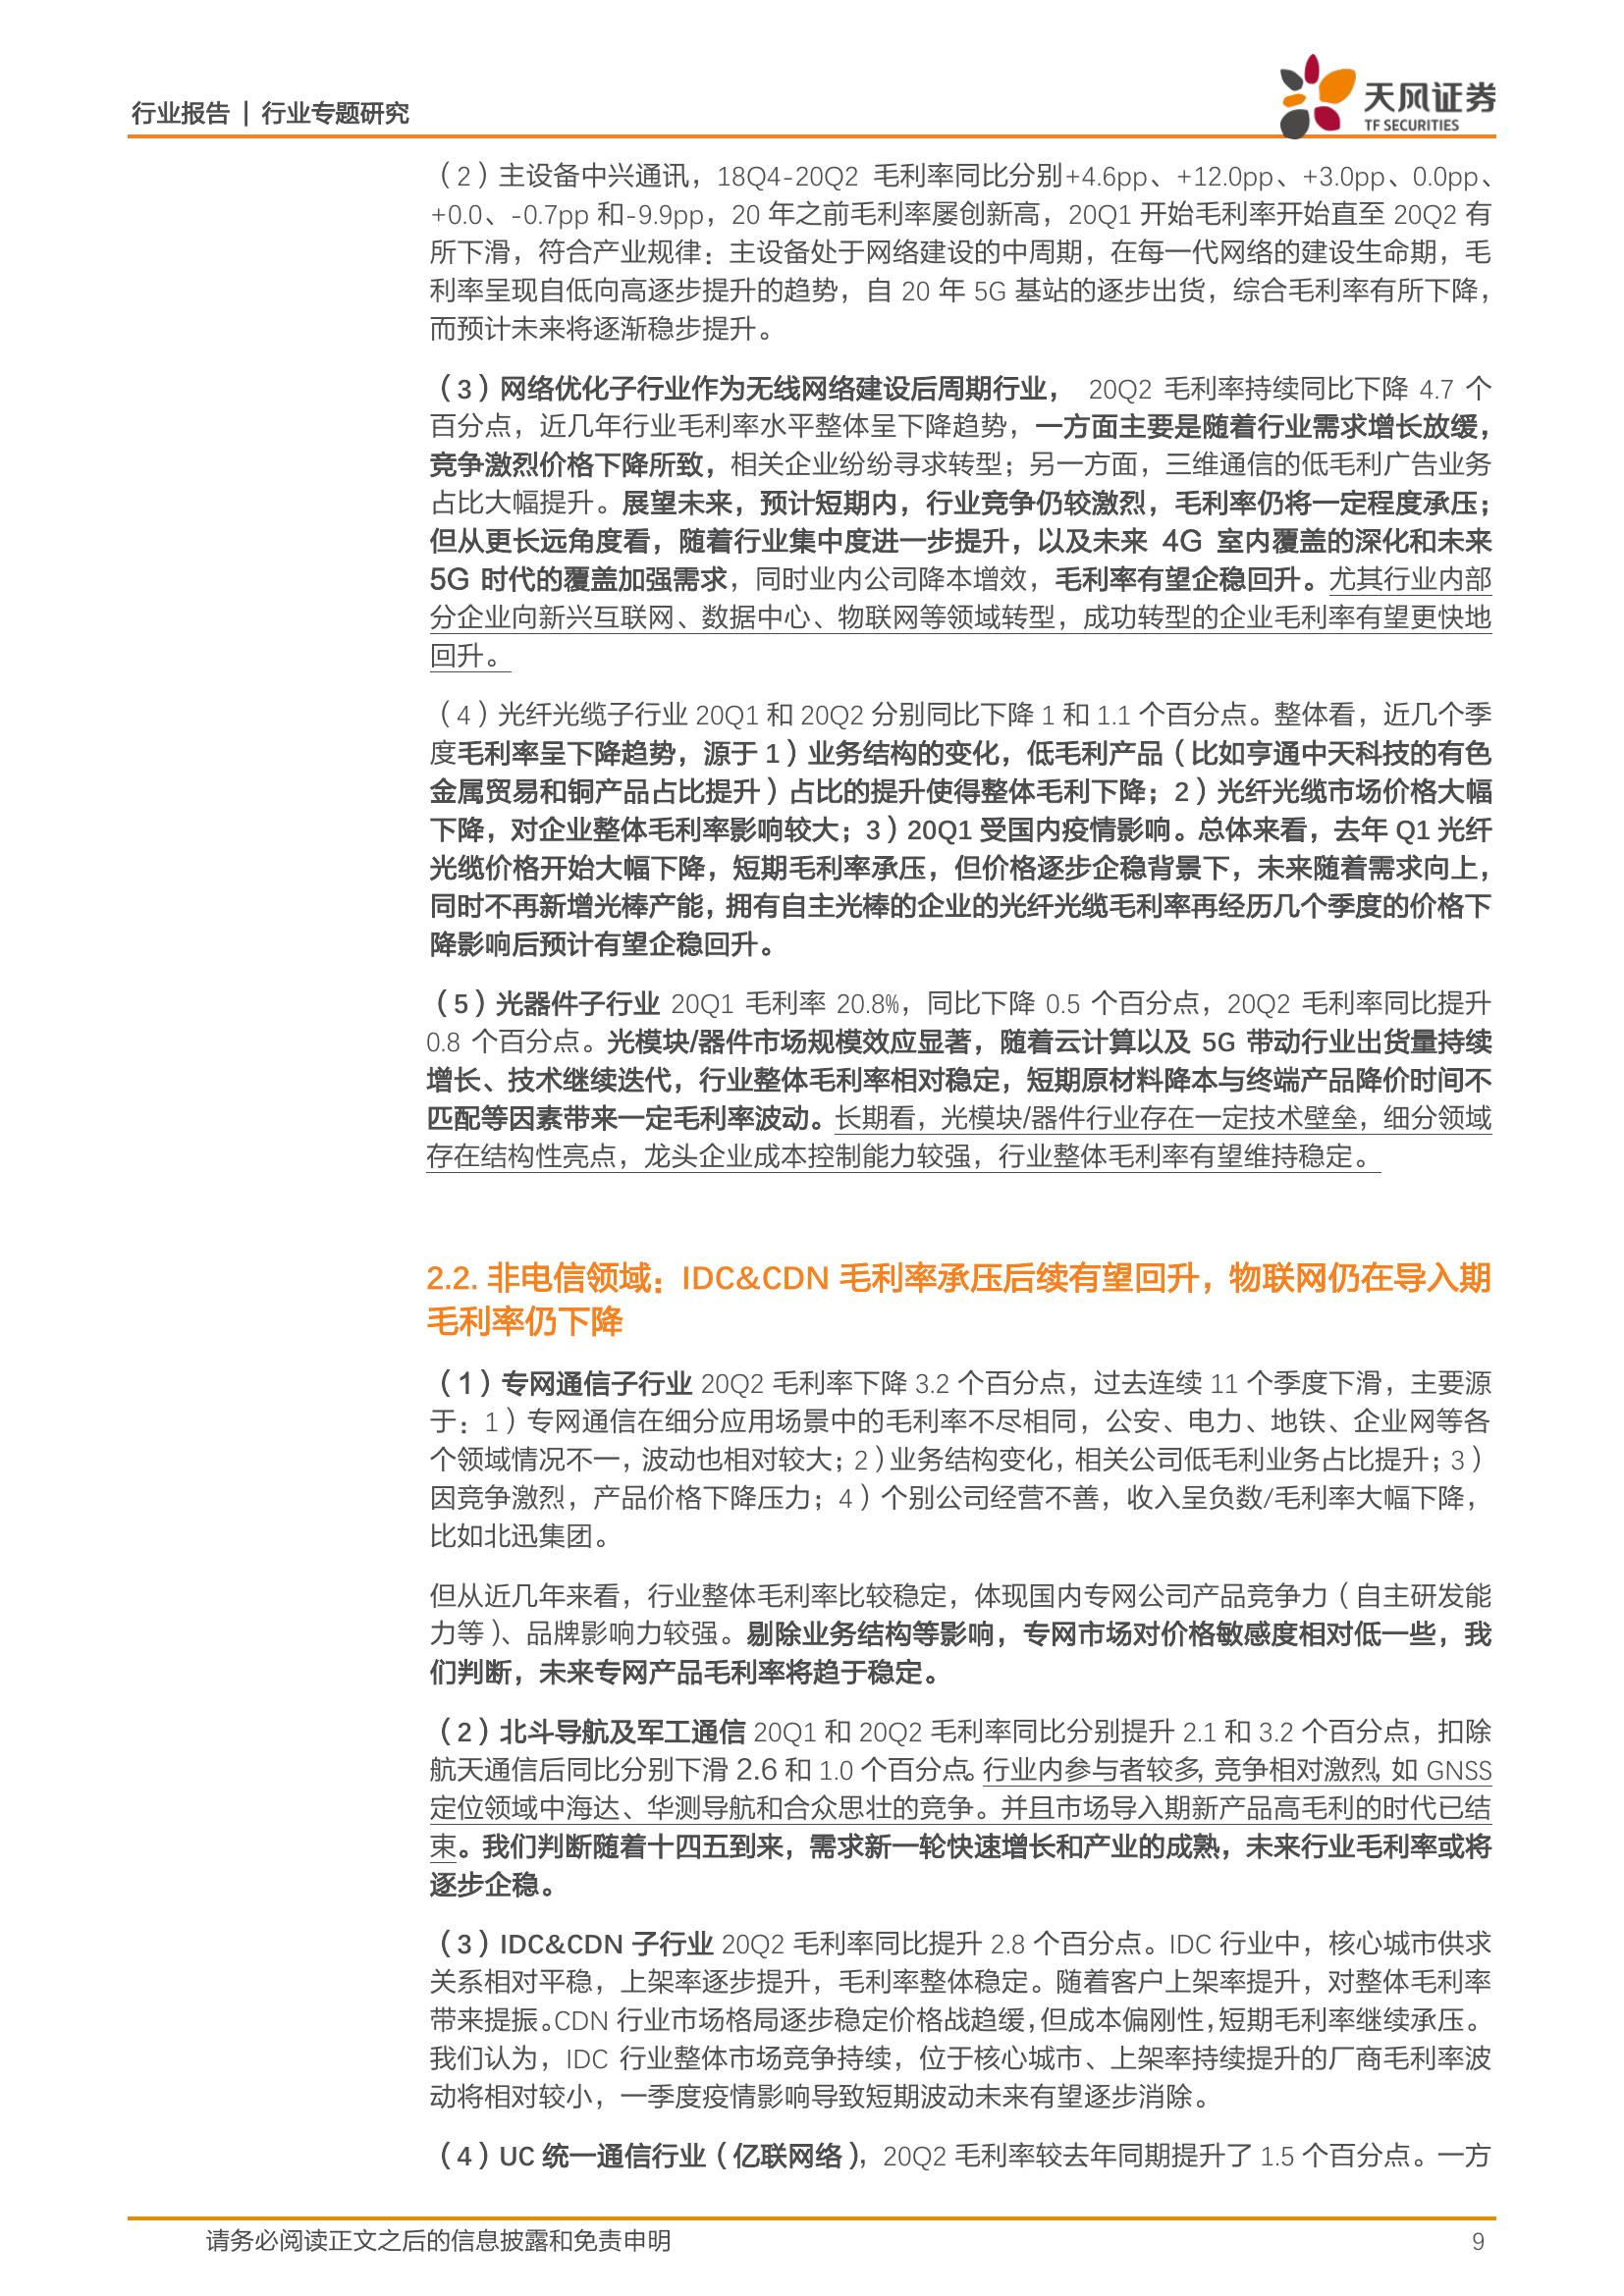 行业报告 | 行业专题研究
天风证券
TF SECURITIES
（2）主设备中兴通讯，18Q4-20Q2 毛利率同比分别+4.6pp、+12.0pp、+3.0pp、0.0pp、
+0.0、-0.7pp 和-9.9pp，20 年之前毛利率屡创新高，20Q1 开始毛利率开始直至 20Q2 有
所下滑，符合产业规律：主设备处于网络建设的中周期，在每一代网络的建设生命期，毛
利率呈现自低向高逐步提升的趋势，自 20 年 5G 基站的逐步出货，综合毛利率有所下降，
而预计未来将逐渐稳步提升。
（3）网络优化子行业作为无线网络建设后周期行业， 20Q2 毛利率持续同比下降 4.7 个
百分点，近几年行业毛利率水平整体呈下降趋势，一方面主要是随着行业需求增长放缓，
竞争激烈价格下降所致，相关企业纷纷寻求转型；另一方面，三维通信的低毛利广告业务
占比大幅提升。展望未来，预计短期内，行业竞争仍较激烈，毛利率仍将一定程度承压；
但从更长远角度看，随着行业集中度进一步提升，以及未来 4G 室内覆盖的深化和未来
5G 时代的覆盖加强需求，同时业内公司降本增效，毛利率有望企稳回升。尤其行业内部
分企业向新兴互联网、数据中心、物联网等领域转型，成功转型的企业毛利率有望更快地
回升。
（4）光纤光缆子行业 20Q1 和 20Q2 分别同比下降 1 和 1.1 个百分点。整体看，近几个季
度毛利率呈下降趋势，源于 1）业务结构的变化，低毛利产品（比如亨通中天科技的有色
金属贸易和铜产品占比提升）占比的提升使得整体毛利下降；2）光纤光缆市场价格大幅
下降，对企业整体毛利率影响较大；3）20Q1 受国内疫情影响。总体来看，去年 Q1 光纤
光缆价格开始大幅下降，短期毛利率承压，但价格逐步企稳背景下，未来随着需求向上，
同时不再新增光棒产能，拥有自主光棒的企业的光纤光缆毛利率再经历几个季度的价格下
降影响后预计有望企稳回升。
（5）光器件子行业 20Q1 毛利率 20.8%，同比下降 0.5 个百分点，20Q2 毛利率同比提升
0.8 个百分点。光模块/器件市场规模效应显著，随着云计算以及 5G 带动行业出货量持续
增长、技术继续迭代，行业整体毛利率相对稳定，短期原材料降本与终端产品降价时间不
匹配等因素带来一定毛利率波动。长期看，光模块/器件行业存在一定技术壁垒，细分领域
存在结构性亮点，龙头企业成本控制能力较强，行业整体毛利率有望维持稳定。
2.2. 非电信领域：IDC&CDN 毛利率承压后续有望回升，物联网仍在导入期
毛利率仍下降
（1）专网通信子行业 20Q2 毛利率下降 3.2 个百分点，过去连续 11 个季度下滑，主要源
于：1）专网通信在细分应用场景中的毛利率不尽相同，公安、电力、地铁、企业网等各
个领域情况不一，波动也相对较大；2）业务结构变化，相关公司低毛利业务占比提升；3）
因竞争激烈，产品价格下降压力；4）个别公司经营不善，收入呈负数/毛利率大幅下降，
比如北迅集团。
但从近几年来看，行业整体毛利率比较稳定，体现国内专网公司产品竞争力（自主研发能
力等）、品牌影响力较强。剔除业务结构等影响，专网市场对价格敏感度相对低一些，我
们判断，未来专网产品毛利率将趋于稳定。
（2）北斗导航及军工通信 20Q1 和 20Q2 毛利率同比分别提升 2.1 和 3.2 个百分点，扣除
航天通信后同比分别下滑 2.6 和 1.0 个百分点。行业内参与者较多，竞争相对激烈，如 GNSS
定位领域中海达、华测导航和合众思壮的竞争。并且市场导入期新产品高毛利的时代已结
束。我们判断随着十四五到来，需求新一轮快速增长和产业的成熟，未来行业毛利率或将
逐步企稳。
（3）IDC&CDN 子行业 20Q2 毛利率同比提升 2.8 个百分点。IDC 行业中，核心城市供求
关系相对平稳，上架率逐步提升，毛利率整体稳定。随着客户上架率提升，对整体毛利率
带来提振。CDN 行业市场格局逐步稳定价格战趋缓，但成本偏刚性，短期毛利率继续承压。
我们认为，IDC 行业整体市场竞争持续，位于核心城市、上架率持续提升的厂商毛利率波
动将相对较小，一季度疫情影响导致短期波动未来有望逐步消除。
（4）UC 统一通信行业（亿联网络），20Q2 毛利率较去年同期提升了 1.5 个百分点。一方
请务必阅读正文之后的信息披露和免责申明
9